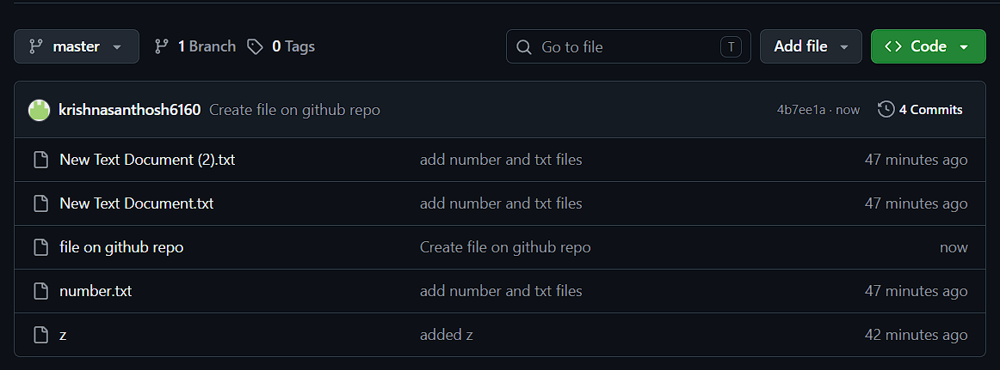 master 1 Branch 0 Tags Go to file T Add file Code
krishnasanthosh6160 Create file on github repo 4b7ee1a · now 4 Commits
New Text Document (2).txt add number and txt files 47 minutes ago
New Text Document.txt add number and txt files 47 minutes ago
file on github repo Create file on github repo now
number.txt add number and txt files 47 minutes ago
z added z 42 minutes ago